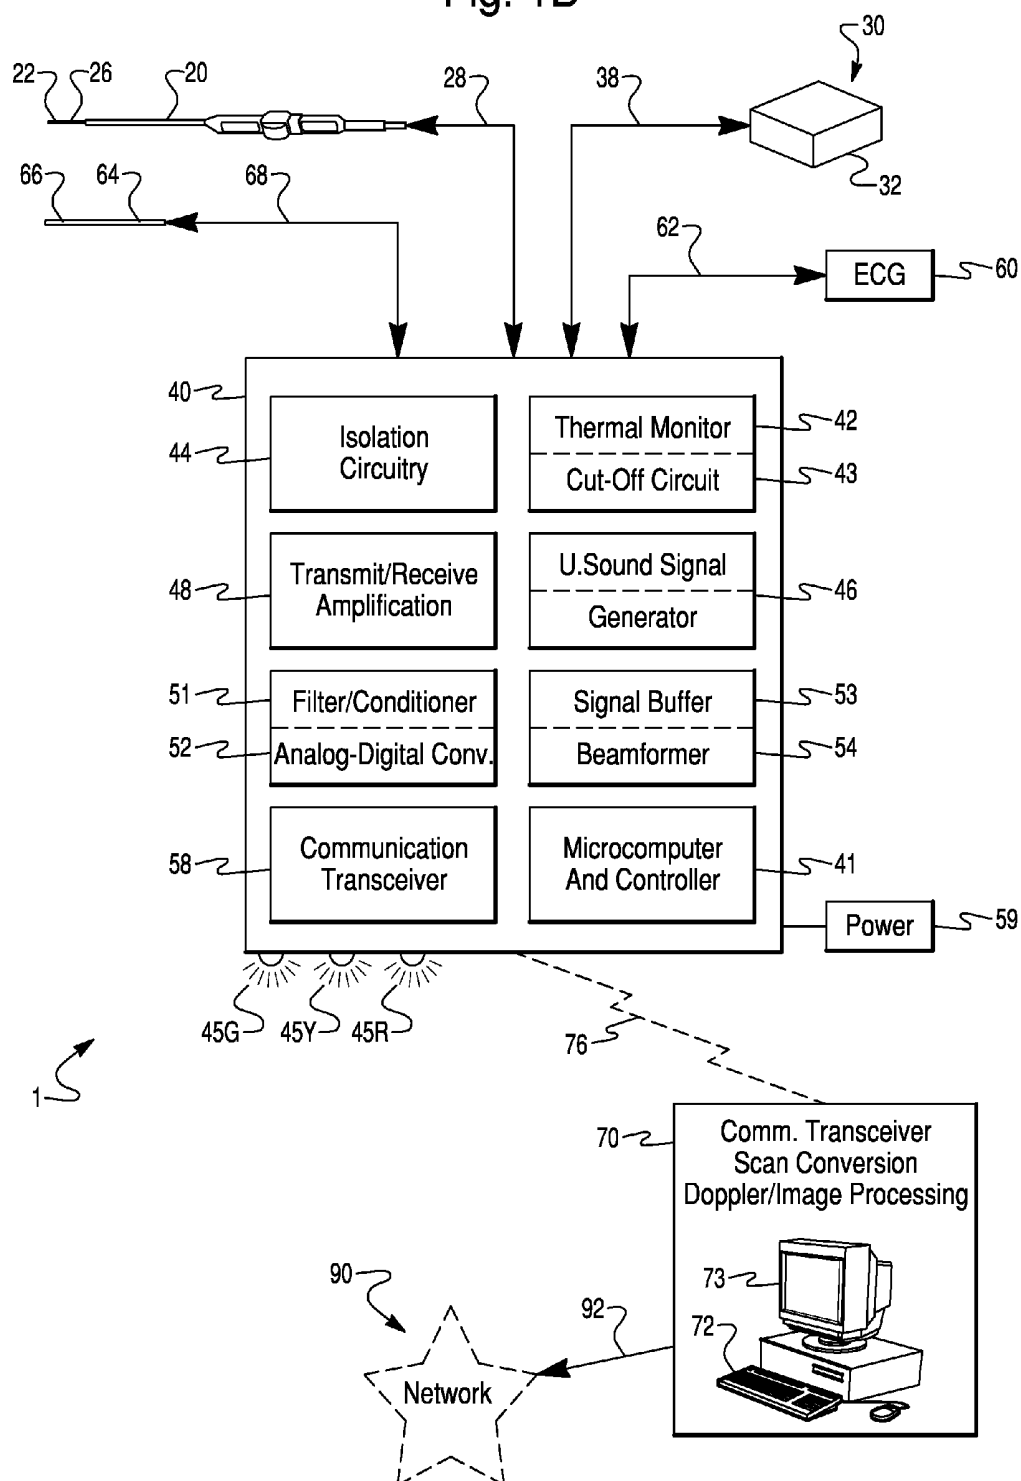 Fig. 1B
30
22 26 20 28 38
32
66 64 68 62
ECG 60
40
Isolation
Circuitry
44
Thermal Monitor 42
Cut-Off Circuit 43
48
Transmit/Receive
Amplification
U.Sound Signal
Generator
46
51 Filter/Conditioner
52 Analog-Digital Conv.
Signal Buffer 53
Beamformer 54
58
Communication
Transceiver
Microcomputer
And Controller
41
Power 59
45G 45Y 45R
76
1
70
Comm. Transceiver
Scan Conversion
Doppler/Image Processing
73
72
90
92
Network